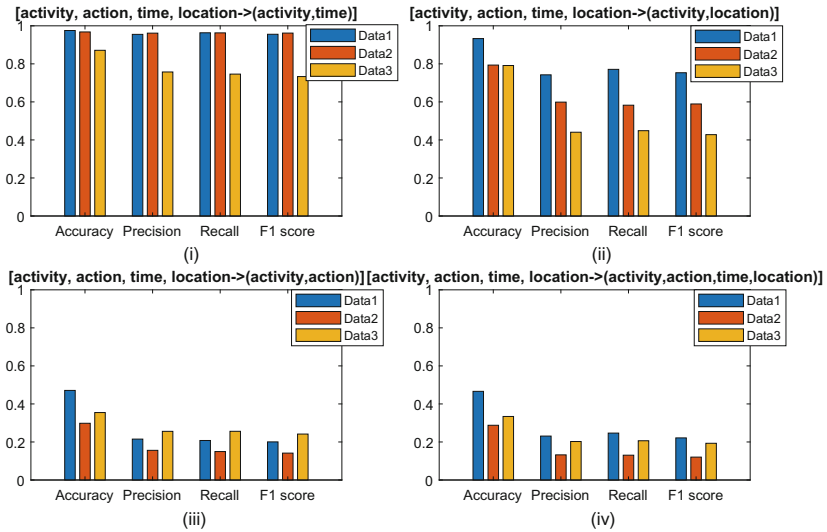 [activity, action, time, location->(activity,time)]
1
0.8
0.6
0.4
0.2
0
Data1
Data2
Data3
Accuracy Precision Recall F1 score
(i)
[activity, action, time, location->(activity,location)]
1
0.8
0.6
0.4
0.2
0
Data1
Data2
Data3
Accuracy Precision Recall F1 score
(ii)
[activity, action, time, location->(activity,action)]
1
0.8
0.6
0.4
0.2
0
Data1
Data2
Data3
Accuracy Precision Recall F1 score
(iii)
[activity, action, time, location->(activity,action,time,location)]
1
0.8
0.6
0.4
0.2
0
Data1
Data2
Data3
Accuracy Precision Recall F1 score
(iv)